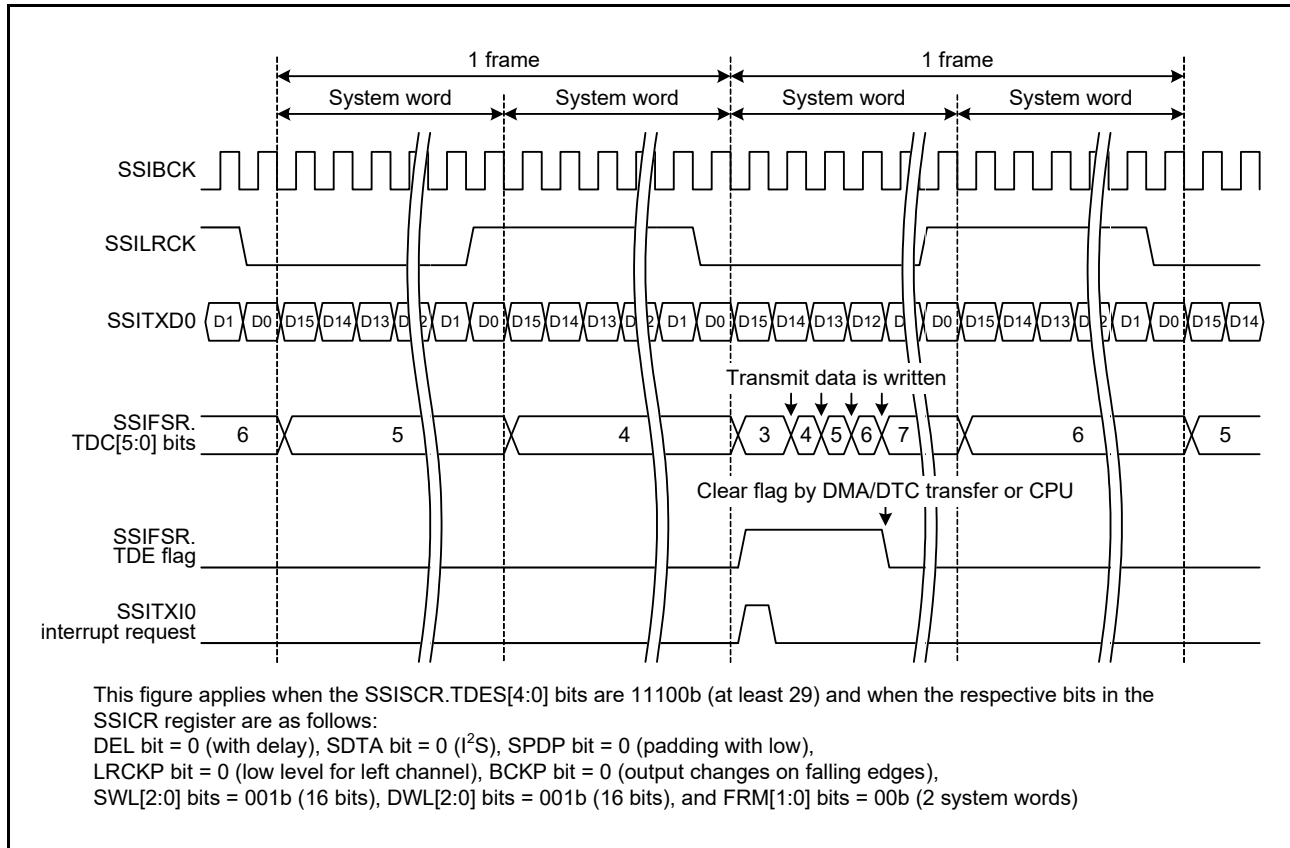 1 frame 1 frame
System word System word System word System word
SSIBCK
SSILRCK
SSITXD0 D1 D0 D15 D14 D13 D1 D0 D15 D14 D13 D1 D0 D15 D14 D13 D12 D0 D15 D14 D13 D1 D0 D15 D14
Transmit data is written
SSIFSR.
TDC[5:0] bits 6 5 4 3 4 5 6 7 6 5
Clear flag by DMA/DTC transfer or CPU
SSIFSR.
TDE flag
SSITXI0
interrupt request
This figure applies when the SSISCR.TDES[4:0] bits are 11100b (at least 29) and when the respective bits in the
SSICR register are as follows:
DEL bit = 0 (with delay), SDTA bit = 0 (I²S), SPDP bit = 0 (padding with low),
LRCKP bit = 0 (low level for left channel), BCKP bit = 0 (output changes on falling edges),
SWL[2:0] bits = 001b (16 bits), DWL[2:0] bits = 001b (16 bits), and FRM[1:0] bits = 00b (2 system words)